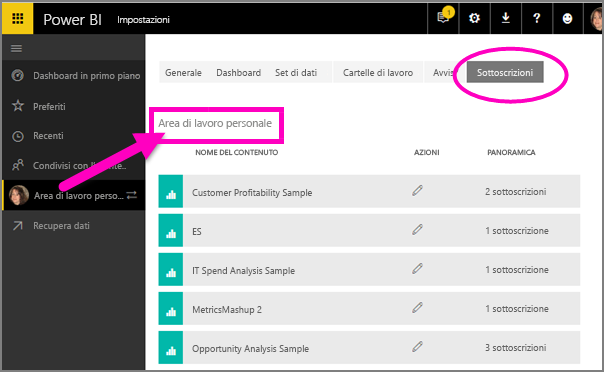 Power BI Impostazioni
1
?
Dashboard in primo piano
Preferiti
Recenti
Condivisi con
Area di lavoro perso...
Recupera dati
Generale Dashboard Set di dati Cartelle di lavoro Avvis Sottoscrizioni
Area di lavoro personale
NOME DEL CONTENUTO AZIONI PANORAMICA
Customer Profitability Sample 2 sottoscrizioni
ES 1 sottoscrizione
IT Spend Analysis Sample 1 sottoscrizione
MetricsMashup 2 1 sottoscrizione
Opportunity Analysis Sample 3 sottoscrizioni